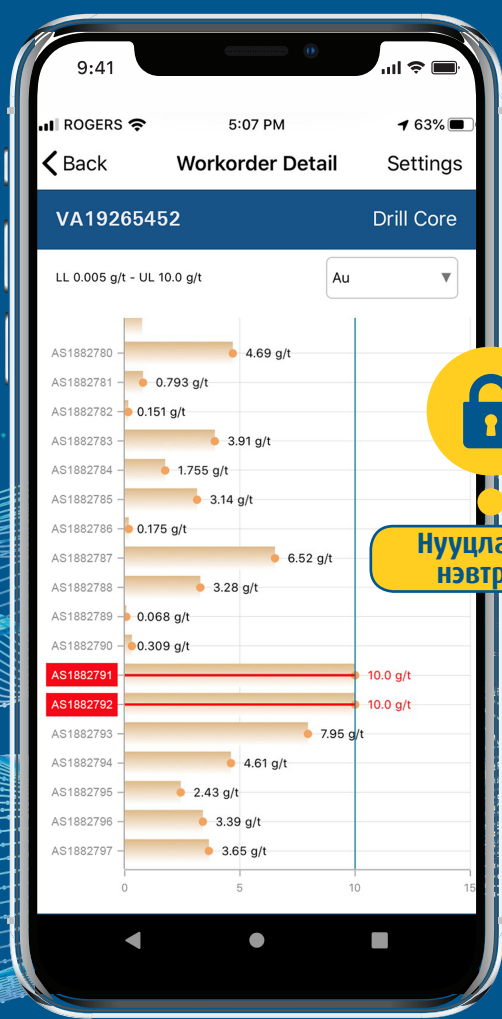 9:41
ROGERS 5:07 PM 63%
Back Workorder Detail Settings
VA19265452 Drill Core
LL 0.005 g/t - UL 10.0 g/t Au
AS1882780 4.69 g/t
AS1882781 0.793 g/t
AS1882782 0.151 g/t
AS1882783 3.91 g/t
AS1882784 1.755 g/t
AS1882785 3.14 g/t
AS1882786 0.175 g/t
AS1882787 6.52 g/t
AS1882788 3.28 g/t
AS1882789 0.068 g/t
AS1882790 0.309 g/t
AS1882791 10.0 g/t
AS1882792 10.0 g/t
AS1882793 7.95 g/t
AS1882794 4.61 g/t
AS1882795 2.43 g/t
AS1882796 3.39 g/t
AS1882797 3.65 g/t
0 5 10 15